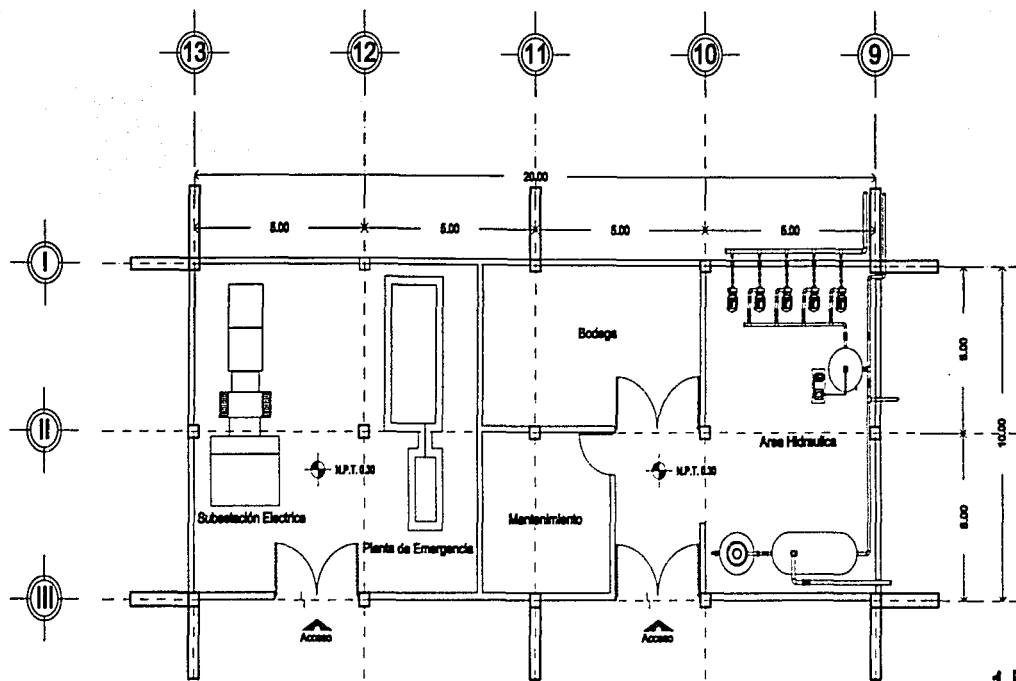 13
12
11
10
9
20.00
5.00
5.00
5.00
5.00
I
Bodega
5.00
II
Area Hidraulica
10.00
N.P.T. 0.30
N.P.T. 0.30
Subestación Electrica
Mantenimiento
5.00
Planta de Emergencia
III
Acceso
Acceso